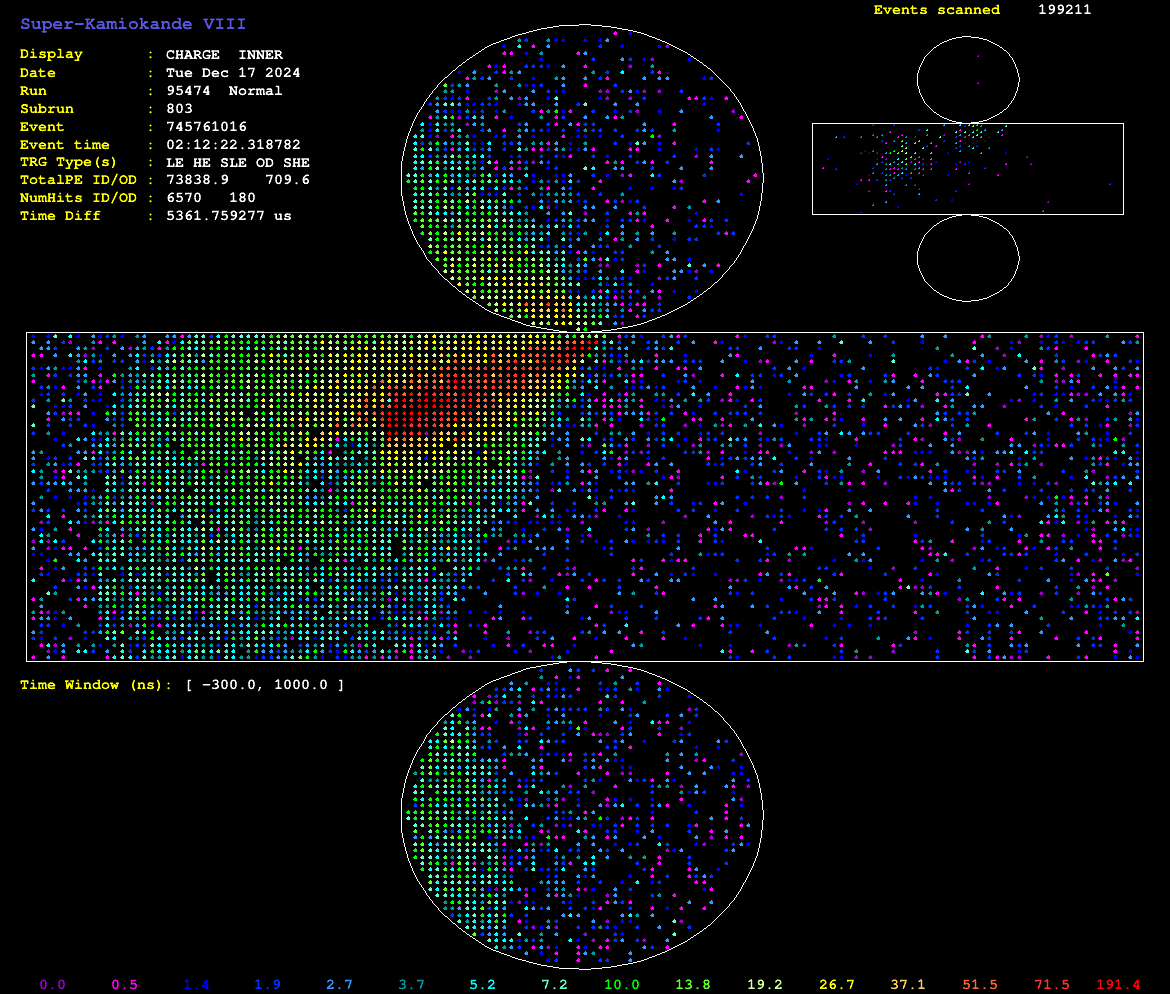 Super-Kamiokande VIII
Events scanned 199211
Display : CHARGE INNER
Date : Tue Dec 17 2024
Run : 95474 Normal
Subrun : 803
Event : 745761016
Event time : 02:12:22.318782
TRG Type(s) : LE HE SLE OD SHE
TotalPE ID/OD : 73838.9 709.6
NumHits ID/OD : 6570 180
Time Diff : 5361.759277 us
Time Window (ns): [ -300.0, 1000.0 ]
0.0 0.5 1.4 1.9 2.7 3.7 5.2 7.2 10.0 13.8 19.2 26.7 37.1 51.5 71.5 191.4